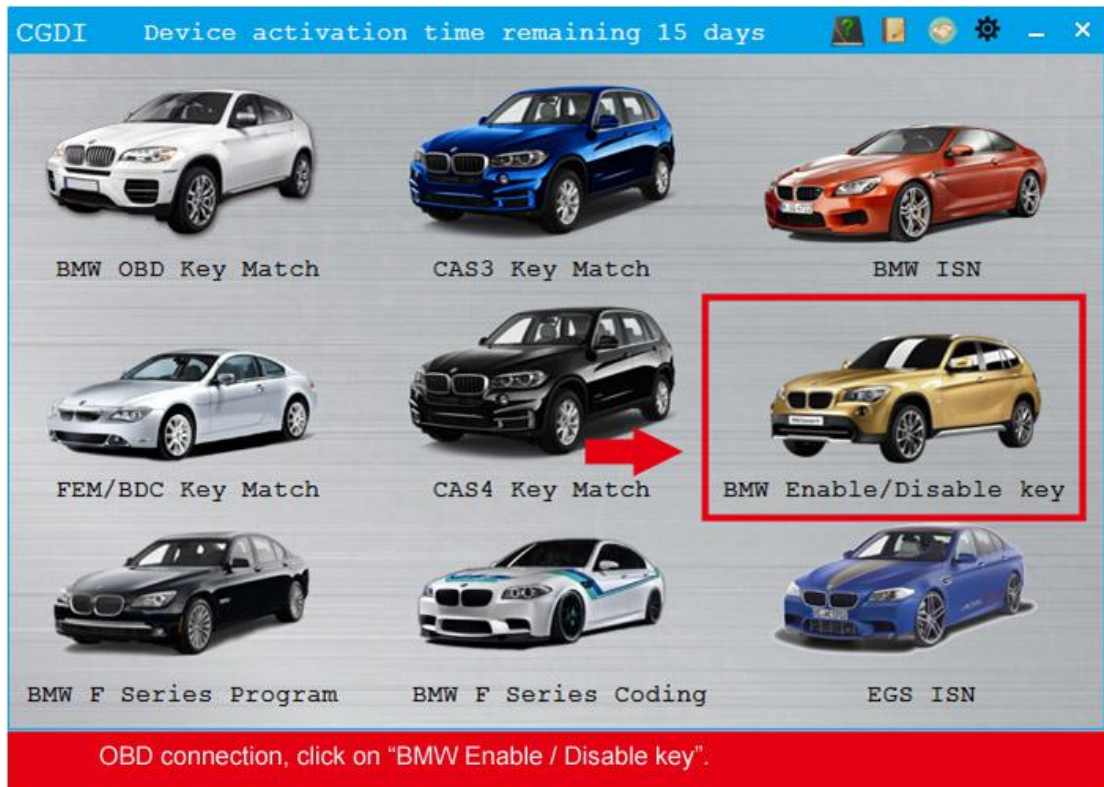 CGDI Device activation time remaining 15 days
BMW OBD Key Match CAS3 Key Match BMW ISN
FEM/BDC Key Match CAS4 Key Match BMW Enable/Disable key
BMW F Series Program BMW F Series Coding EGS ISN
OBD connection, click on “BMW Enable / Disable key”.